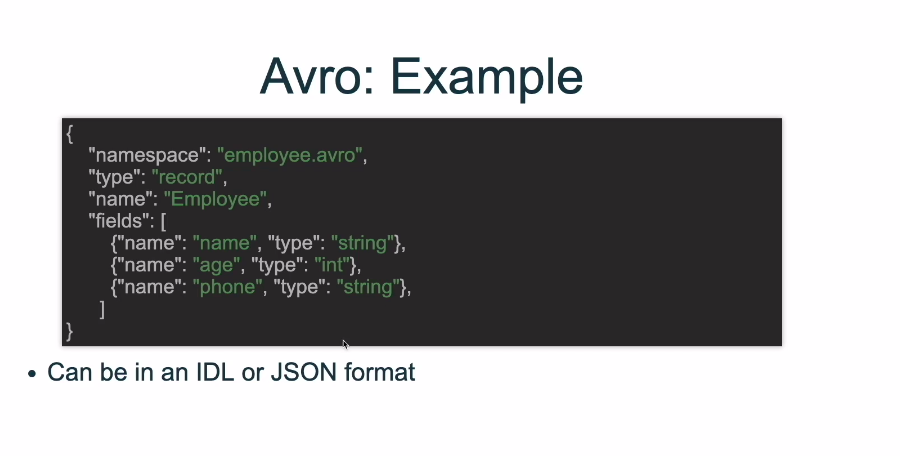 Avro: Example
{
"namespace": "employee.avro",
"type": "record",
"name": "Employee",
"fields": [
{"name": "name", "type": "string"},
{"name": "age", "type": "int"},
{"name": "phone", "type": "string"},
]
}
• Can be in an IDL or JSON format